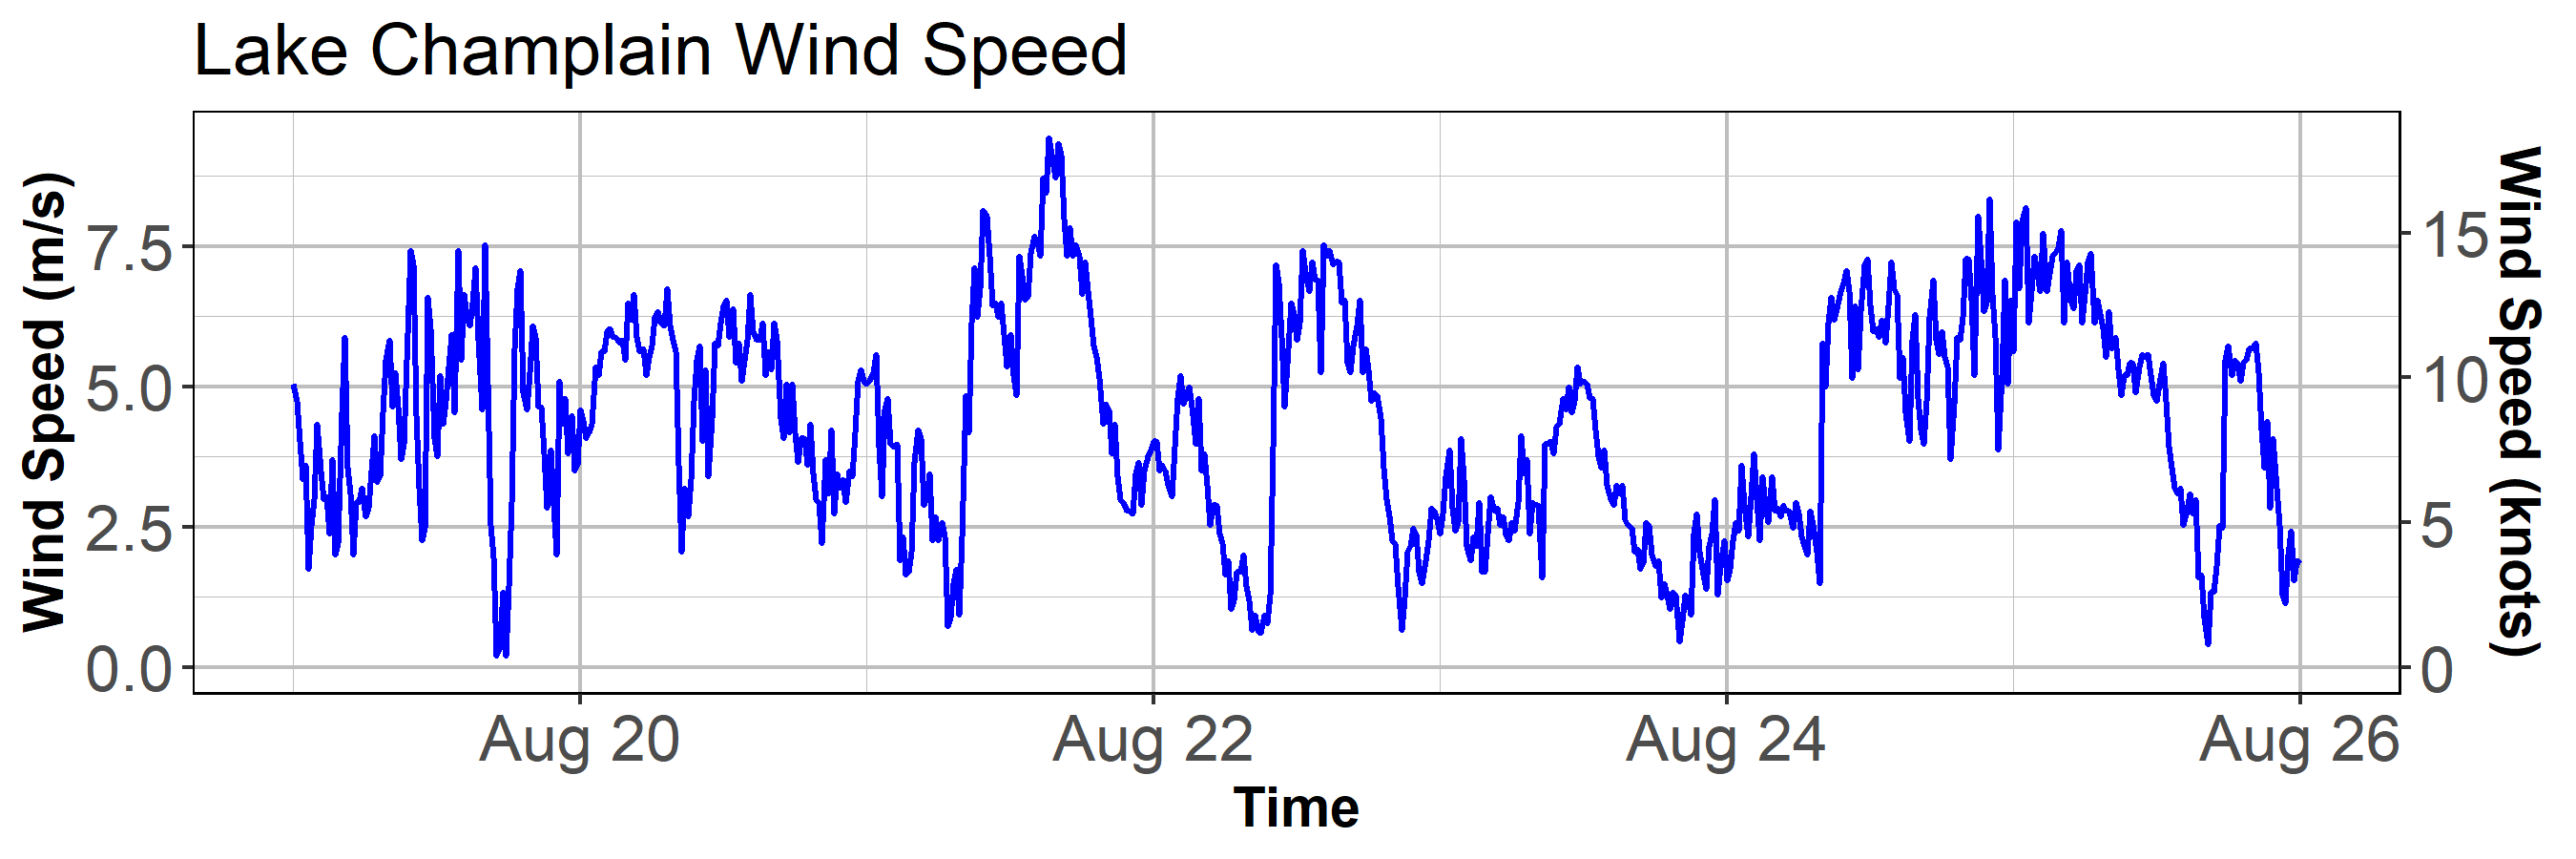 Lake Champlain Wind Speed
Wind Speed (m/s)
7.5
5.0
2.5
0.0
15
10
5
0
Wind Speed (knots)
Aug 20
Aug 22
Aug 24
Aug 26
Time